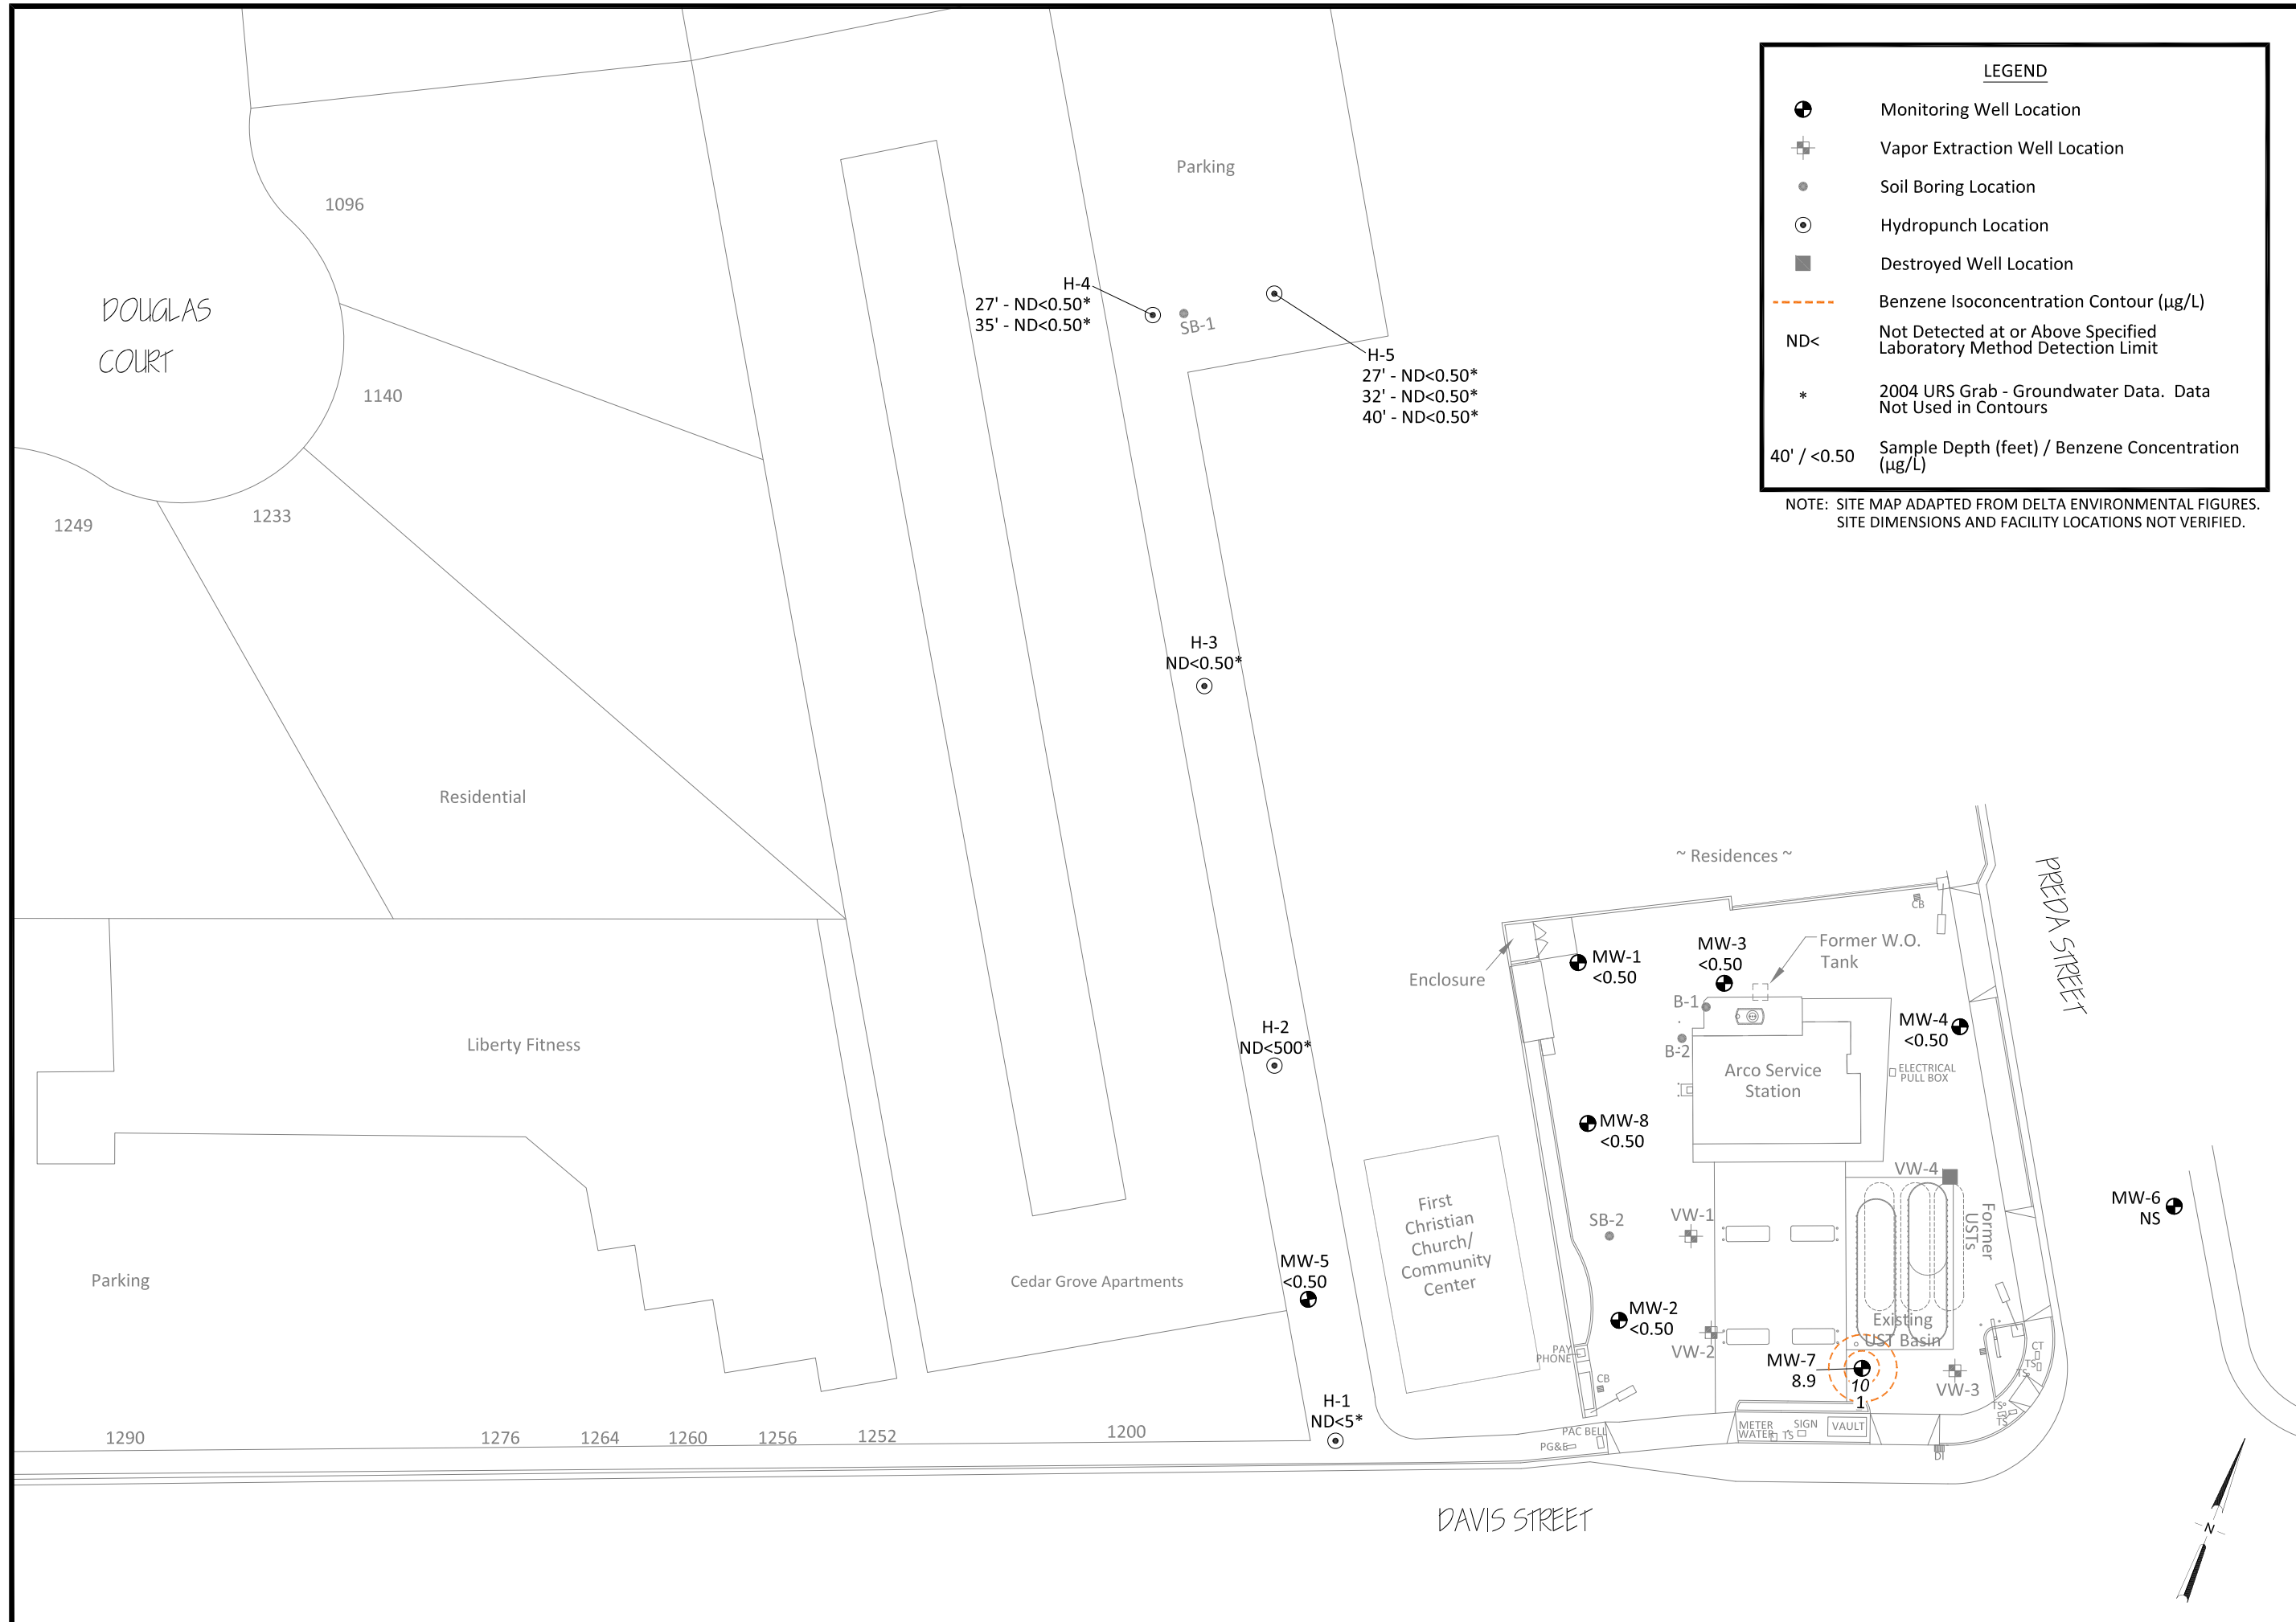 LEGEND
Monitoring Well Location
Vapor Extraction Well Location
Soil Boring Location
Hydropunch Location
Destroyed Well Location
Benzene Isoconcentration Contour (µg/L)
ND<
Not Detected at or Above Specified
Laboratory Method Detection Limit
*
2004 URS Grab - Groundwater Data. Data
Not Used in Contours
40' / <0.50
Sample Depth (feet) / Benzene Concentration
(µg/L)
NOTE: SITE MAP ADAPTED FROM DELTA ENVIRONMENTAL FIGURES.
SITE DIMENSIONS AND FACILITY LOCATIONS NOT VERIFIED.
Parking
1096
DOUGLAS
COURT
H-4
27' - ND<0.50*
35' - ND<0.50*
SB-1
H-5
27' - ND<0.50*
32' - ND<0.50*
40' - ND<0.50*
1140
1249
1233
H-3
ND<0.50*
Residential
~ Residences ~
PREDA STREET
CB
Former W.O.
Tank
MW-3
<0.50
MW-1
<0.50
Enclosure
B-1
B-2
MW-4
<0.50
H-2
ND<500*
Liberty Fitness
Arco Service
Station
ELECTRICAL
PULL BOX
MW-8
<0.50
VW-4
MW-6
NS
First
Christian
Church/
Community
Center
SB-2
VW-1
Former
USTs
MW-5
<0.50
Parking
Cedar Grove Apartments
MW-2
<0.50
Existing
UST Basin
VW-2
PAY
PHONE
MW-7
8.9
10
1
VW-3
CT
TS
TS
TS
TS
CB
H-1
ND<5*
1290
1276
1264
1260
1256
1252
1200
PAC BELL
PG&E
METER
WATER
TS
SIGN
VAULT
DI
DAVIS STREET
N